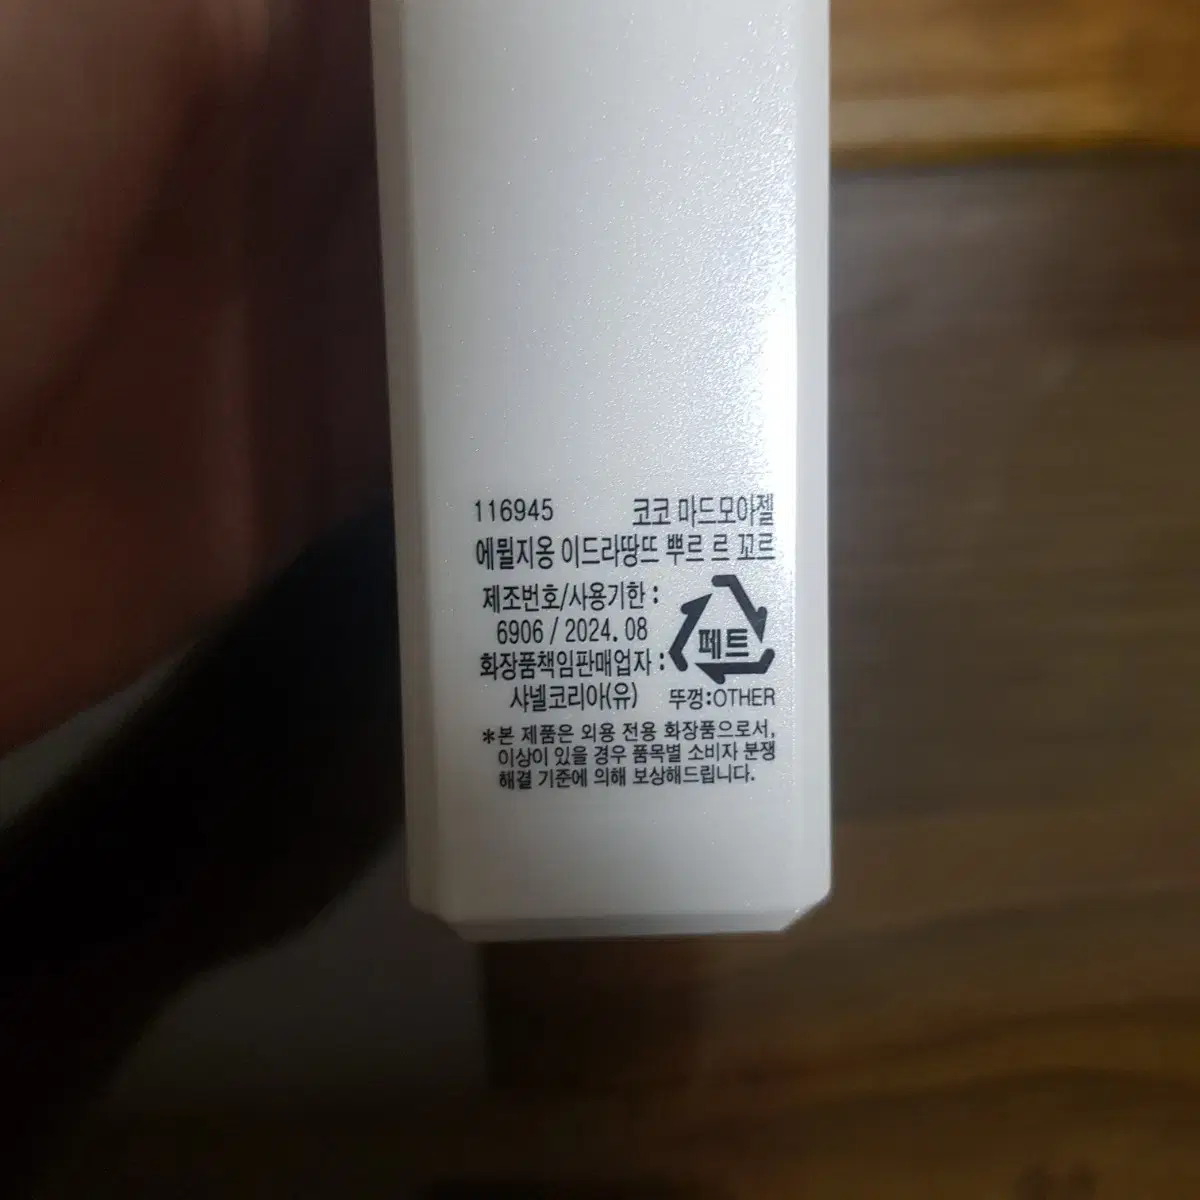 116945 코코 마드모아젤
에뮐지옹 이드라땅뜨 뿌르 르 꼬르
제조번호/사용기한 :
6906 / 2024. 08
페트
화장품책임판매업자 :
샤넬코리아(유)
뚜껑:OTHER
*본 제품은 외용 전용 화장품으로서,
이상이 있을 경우 품목별 소비자 분쟁
해결 기준에 의해 보상해드립니다.